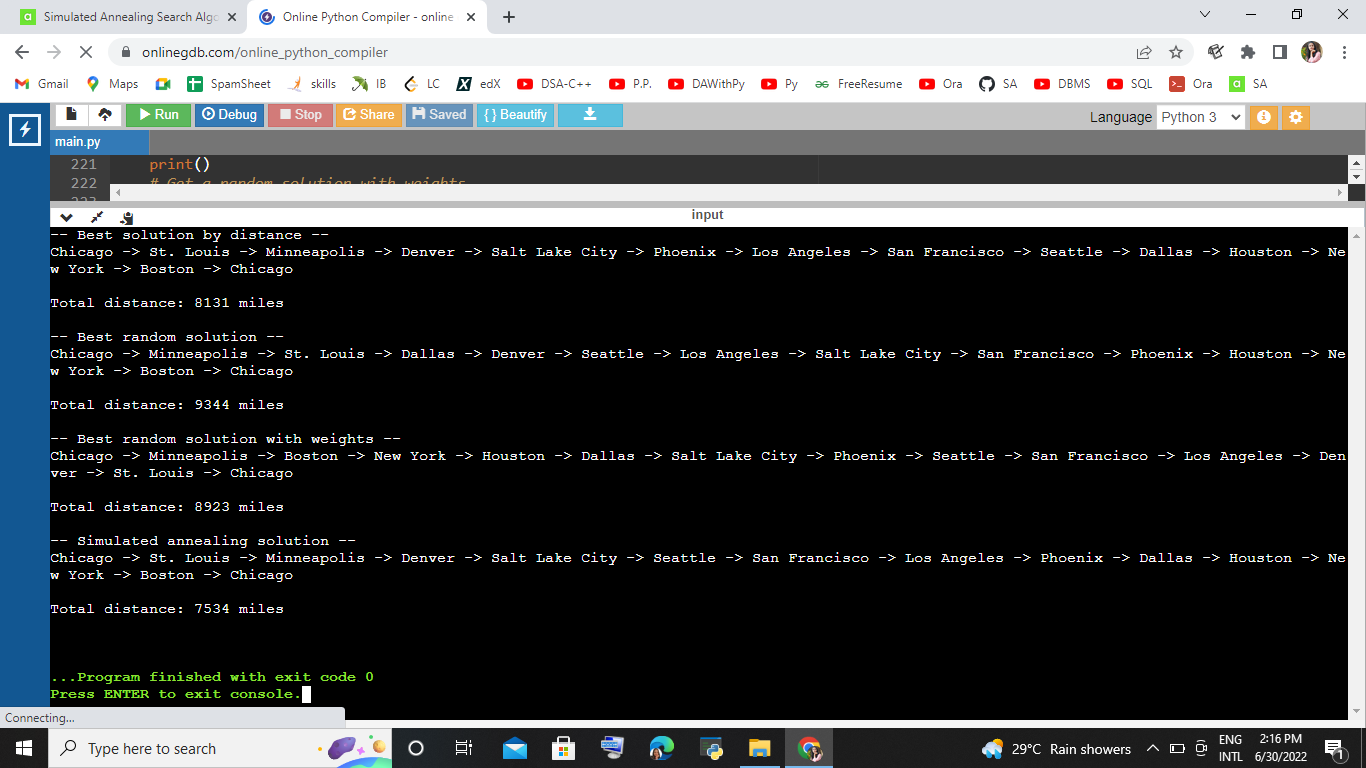 Simulated Annealing Search Algo
Online Python Compiler - online
onlinegdb.com/online_python_compiler
Gmail Maps SpamSheet skills IB LC edX DSA-C++ P.P. DAWithPy Py FreeResume Ora SA DBMS SQL Ora SA
Run Debug Stop Share Saved { } Beautify Language Python 3
main.py
221 print()
222 # Get a random solution with weights
223
input
-- Best solution by distance --
Chicago -> St. Louis -> Minneapolis -> Denver -> Salt Lake City -> Phoenix -> Los Angeles -> San Francisco -> Seattle -> Dallas -> Houston -> Ne
w York -> Boston -> Chicago
Total distance: 8131 miles
-- Best random solution --
Chicago -> Minneapolis -> St. Louis -> Dallas -> Denver -> Seattle -> Los Angeles -> Salt Lake City -> San Francisco -> Phoenix -> Houston -> Ne
w York -> Boston -> Chicago
Total distance: 9344 miles
-- Best random solution with weights --
Chicago -> Minneapolis -> Boston -> New York -> Houston -> Dallas -> Salt Lake City -> Phoenix -> Seattle -> San Francisco -> Los Angeles -> Den
ver -> St. Louis -> Chicago
Total distance: 8923 miles
-- Simulated annealing solution --
Chicago -> St. Louis -> Minneapolis -> Denver -> Salt Lake City -> Seattle -> San Francisco -> Los Angeles -> Phoenix -> Dallas -> Houston -> Ne
w York -> Boston -> Chicago
Total distance: 7534 miles
...Program finished with exit code 0
Press ENTER to exit console.
Connecting...
Type here to search
29°C Rain showers
ENG
INTL
2:16 PM
6/30/2022
1